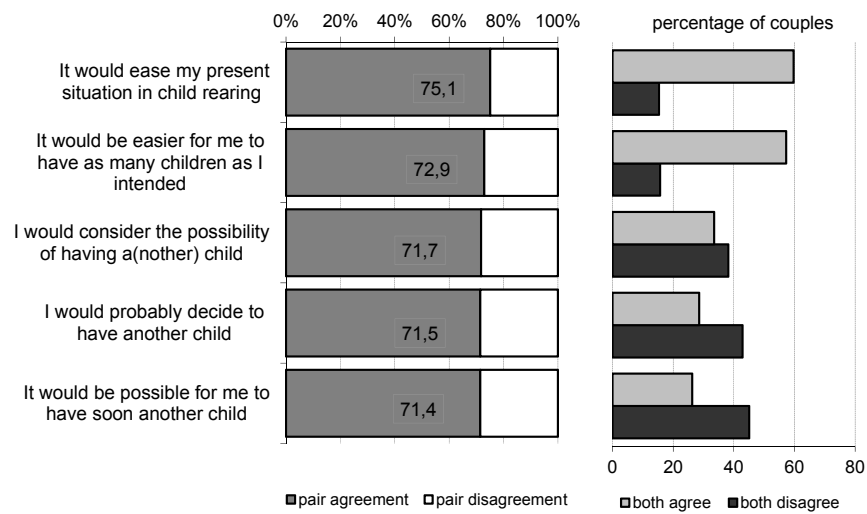 0% 20% 40% 60% 80% 100%
percentage of couples
It would ease my present
situation in child rearing
75,1
It would be easier for me to
have as many children as I
intended
72,9
I would consider the possibility
of having a(nother) child
71,7
I would probably decide to
have another child
71,5
It would be possible for me to
have soon another child
71,4
0 20 40 60 80
pair agreement pair disagreement
both agree both disagree